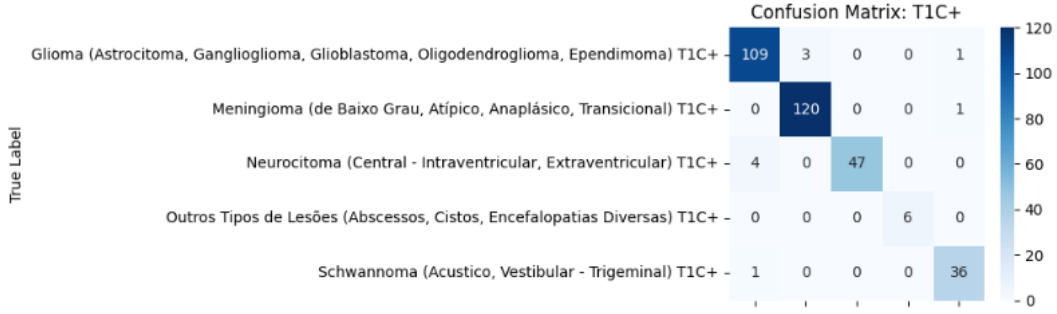 Confusion Matrix: T1C+
True Label
Glioma (Astrocitoma, Ganglioglioma, Glioblastoma, Oligodendroglioma, Ependimoma) T1C+
109 3 0 0 1
Meningioma (de Baixo Grau, Atípico, Anaplásico, Transicional) T1C+
0 120 0 0 1
Neurocitoma (Central - Intraventricular, Extraventricular) T1C+
4 0 47 0 0
Outros Tipos de Lesões (Abscessos, Cistos, Encefalopatias Diversas) T1C+
0 0 0 6 0
Schwannoma (Acustico, Vestibular - Trigeminal) T1C+
1 0 0 0 36
120
100
80
60
40
20
0